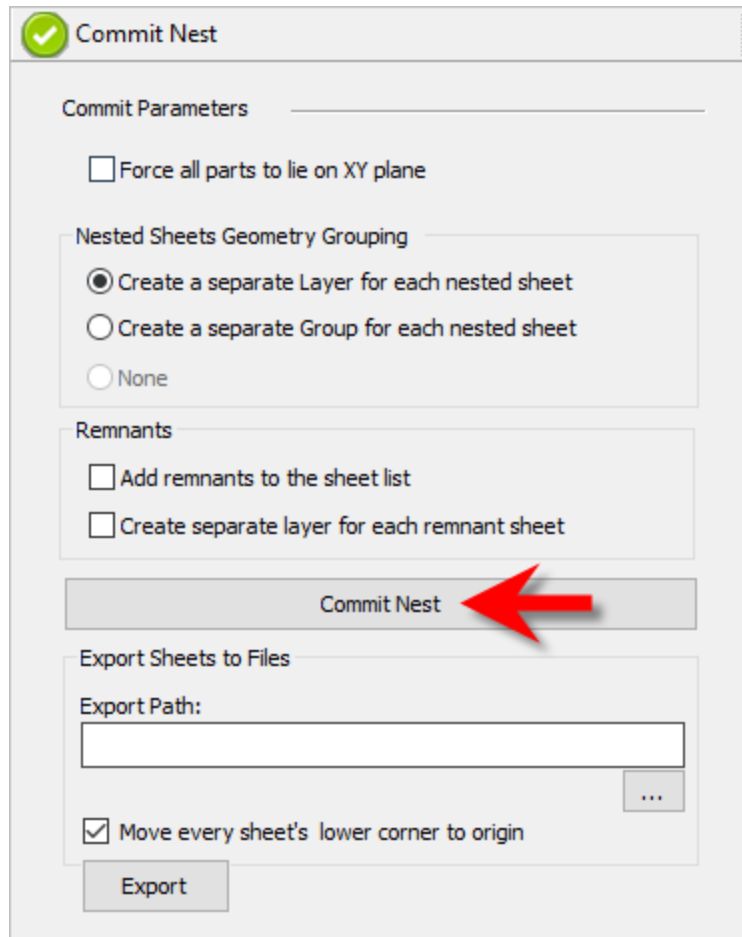 Commit Nest
Commit Parameters
Force all parts to lie on XY plane
Nested Sheets Geometry Grouping
Create a separate Layer for each nested sheet
Create a separate Group for each nested sheet
None
Remnants
Add remnants to the sheet list
Create separate layer for each remnant sheet
Commit Nest
Export Sheets to Files
Export Path:
...
Move every sheet's lower corner to origin
Export